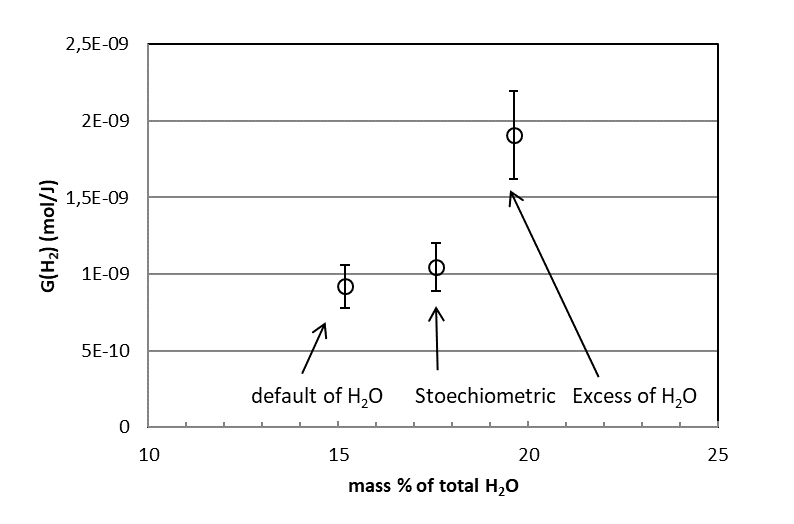 2,5E-09
2E-09
1,5E-09
1E-09
5E-10
0
G(H₂) (mol/J)
default of H₂O
Stoechiometric
Excess of H₂O
10
15
20
25
mass % of total H₂O